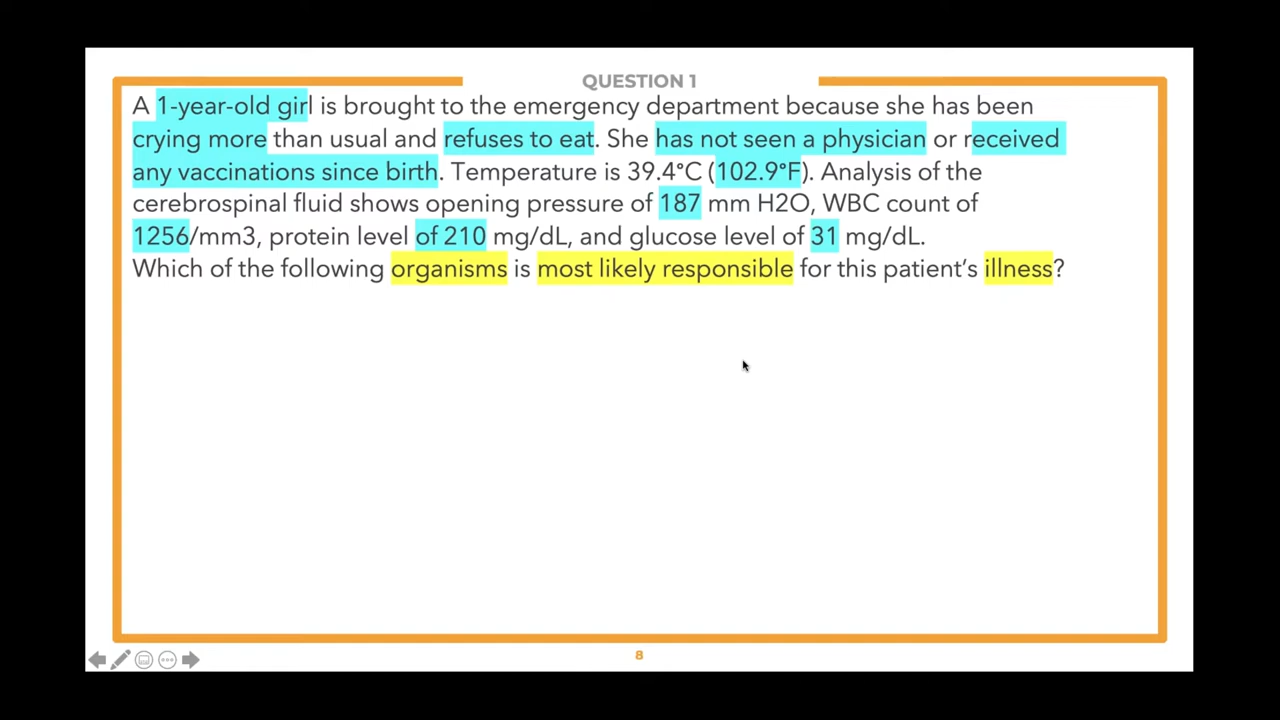 QUESTION 1
A 1-year-old girl is brought to the emergency department because she has been
crying more than usual and refuses to eat. She has not seen a physician or received
any vaccinations since birth. Temperature is 39.4°C (102.9°F). Analysis of the
cerebrospinal fluid shows opening pressure of 187 mm H2O, WBC count of
1256/mm3, protein level of 210 mg/dL, and glucose level of 31 mg/dL.
Which of the following organisms is most likely responsible for this patient's illness?
8